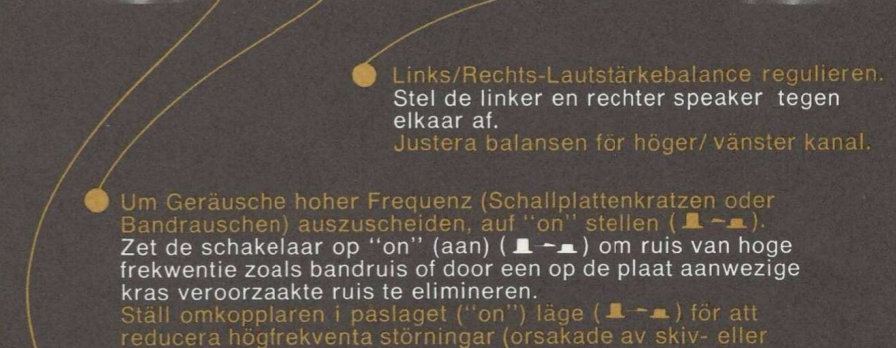 Links/Rechts-Lautstärkebalance regulieren.
Stel de linker en rechter speaker tegen
elkaar af.
Justera balansen för höger/ vänster kanal.
Um Geräusche hoher Frequenz (Schallplattenkratzen oder
Bandrauschen) auszuscheiden, auf “on” stellen ( ).
Zet de schakelaar op “on” (aan) ( ) om ruis van hoge
frekwentie zoals bandruis of door een op de plaat aanwezige
kras veroorzaakte ruis te elimineren.
Ställ omkopplaren i påslaget (“on”) läge ( ) för att
reducera högfrekventa störningar (orsakade av skiv- eller